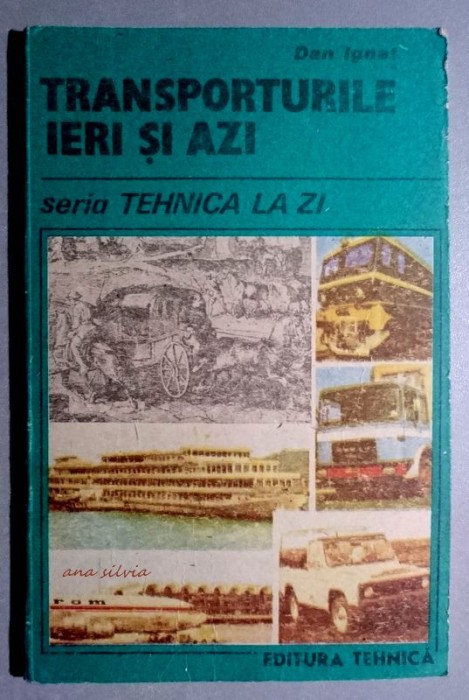 Dan Ignat
TRANSPORTURILE
IERI ȘI AZI
seria TEHNICA LA ZI
ana silvia
rom
EDITURA TEHNICĂ